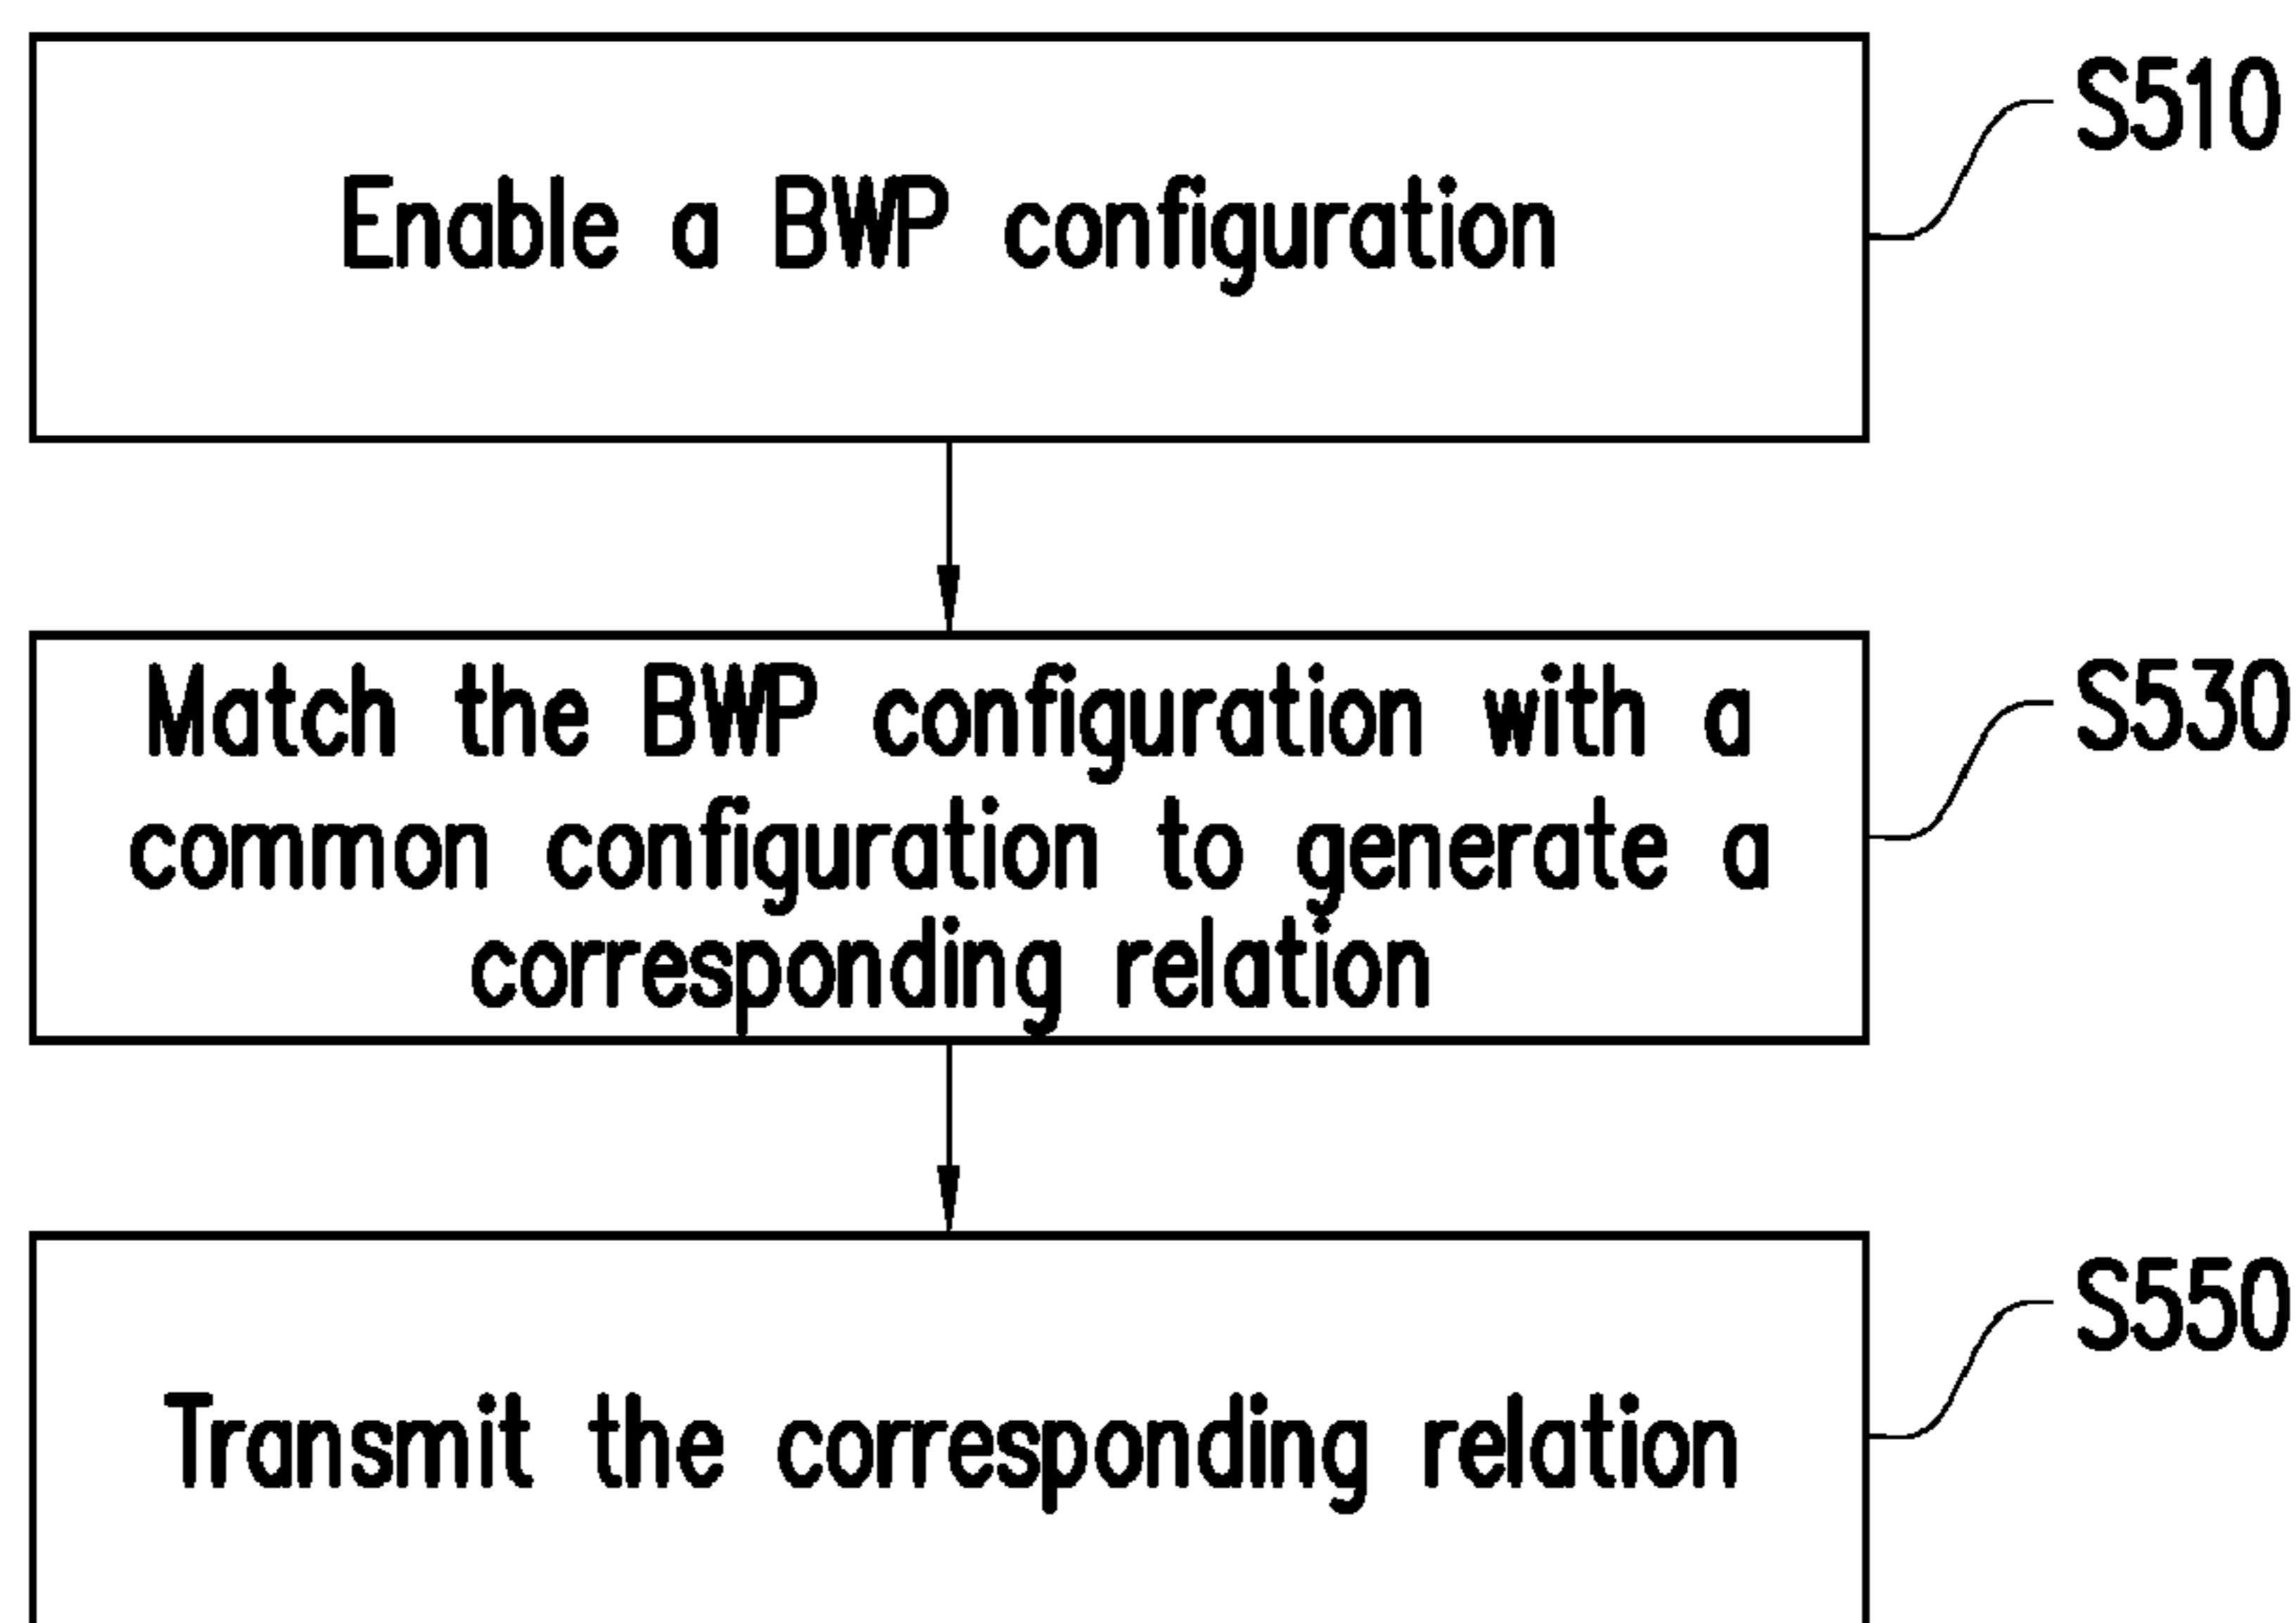 Enable a BWP configuration
S510
Match the BWP configuration with a
common configuration to generate a
corresponding relation
S530
Transmit the corresponding relation
S550